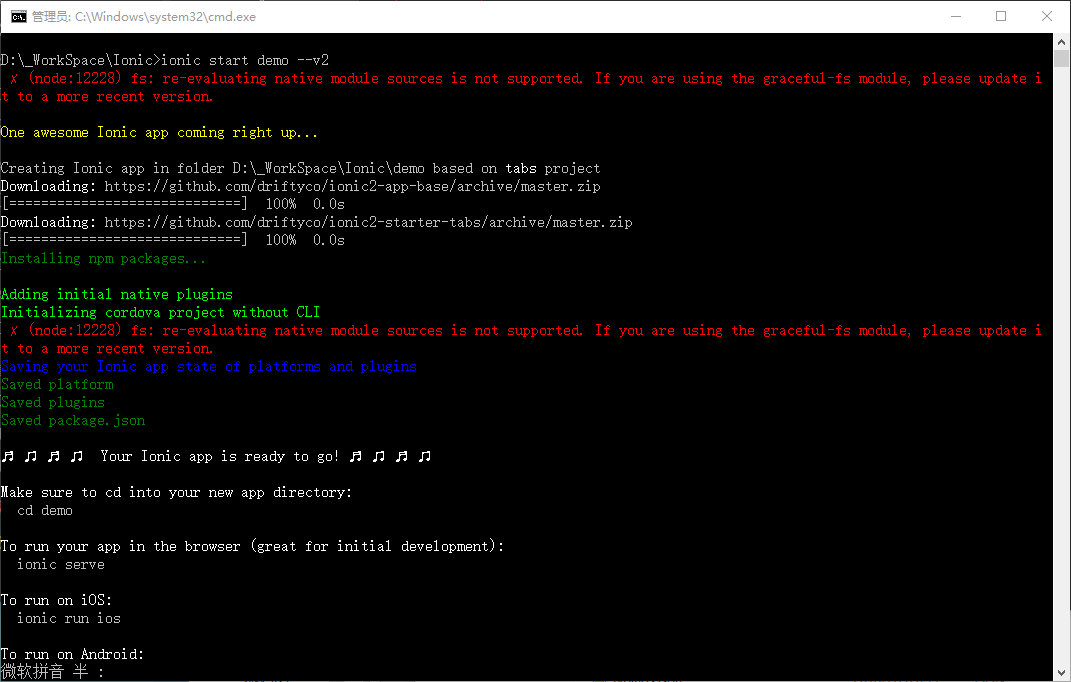 管理员: C:\Windows\system32\cmd.exe
D:\_WorkSpace\Ionic>ionic start demo --v2
✗ (node:12228) fs: re-evaluating native module sources is not supported. If you are using the graceful-fs module, please update i
t to a more recent version.
One awesome Ionic app coming right up...
Creating Ionic app in folder D:\_WorkSpace\Ionic\demo based on tabs project
Downloading: https://github.com/driftyco/ionic2-app-base/archive/master.zip
[=============================]  100%  0.0s
Downloading: https://github.com/driftyco/ionic2-starter-tabs/archive/master.zip
[=============================]  100%  0.0s
Installing npm packages...
Adding initial native plugins
Initializing cordova project without CLI
✗ (node:12228) fs: re-evaluating native module sources is not supported. If you are using the graceful-fs module, please update i
t to a more recent version.
Saving your Ionic app state of platforms and plugins
Saved platform
Saved plugins
Saved package.json
♬ ♫ ♬ ♫  Your Ionic app is ready to go! ♬ ♫ ♬ ♫
Make sure to cd into your new app directory:
cd demo
To run your app in the browser (great for initial development):
ionic serve
To run on iOS:
ionic run ios
To run on Android:
微软拼音 半 :